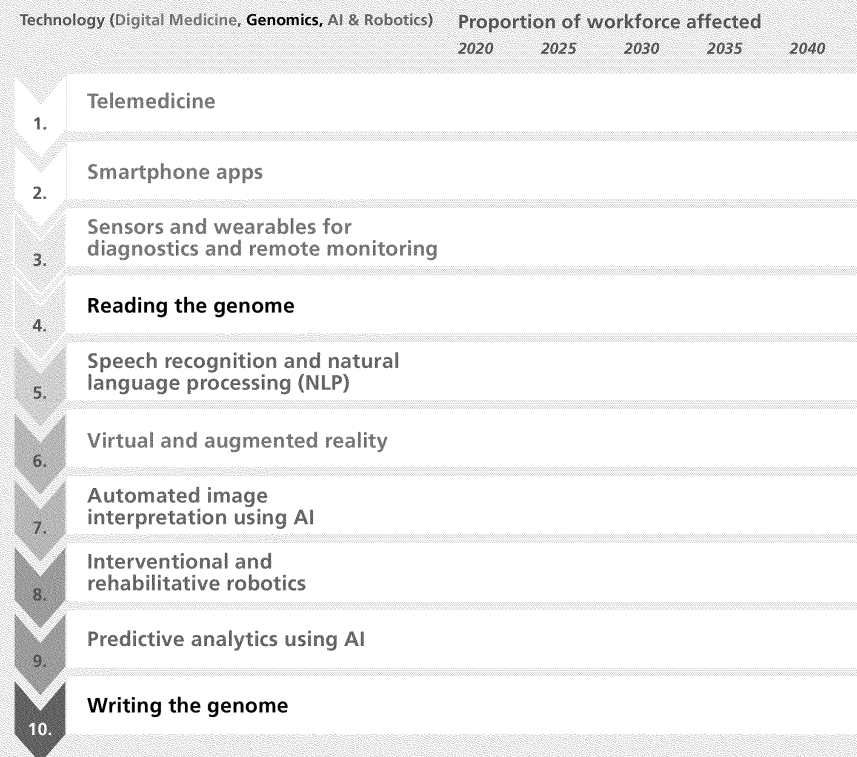 Technology (Digital Medicine, Genomics, AI & Robotics)
Proportion of workforce affected
2020 2025 2030 2035 2040
1. Telemedicine
2. Smartphone apps
3. Sensors and wearables for
diagnostics and remote monitoring
4. Reading the genome
5. Speech recognition and natural
language processing (NLP)
6. Virtual and augmented reality
7. Automated image
interpretation using AI
8. Interventional and
rehabilitative robotics
9. Predictive analytics using AI
10. Writing the genome